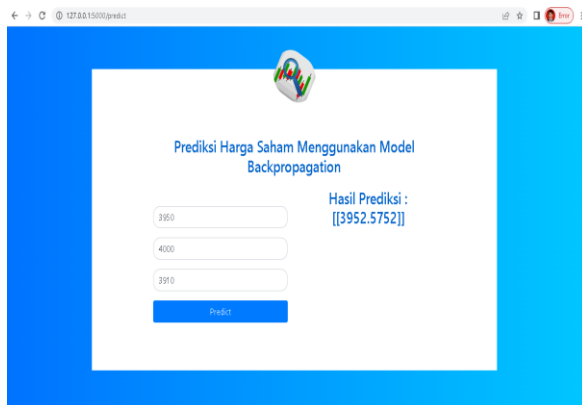 127.0.0.1:5000/predict
Error
Prediksi Harga Saham Menggunakan Model
Backpropagation
Hasil Prediksi :
[[3952.5752]]
3950
4000
3910
Predict